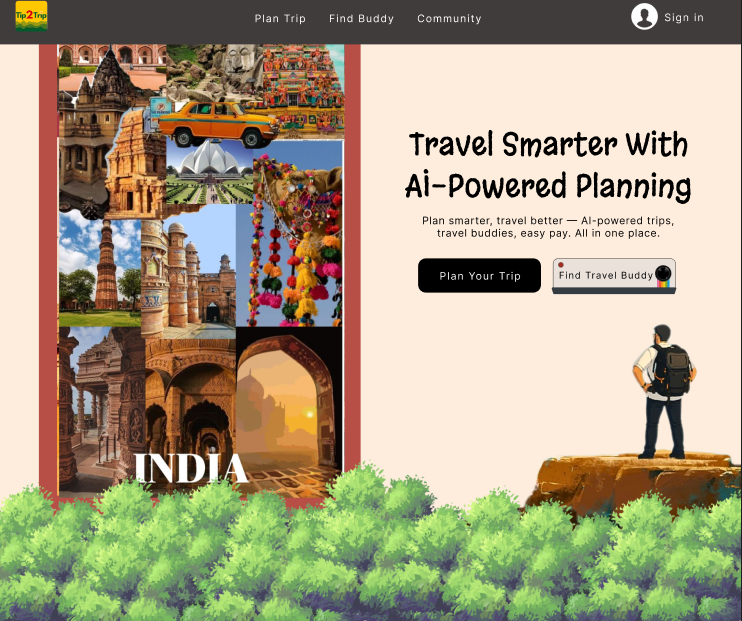 Tip2Trip
Plan Trip
Find Buddy
Community
Sign in
Travel Smarter With
Ai-Powered Planning
Plan smarter, travel better — AI-powered trips,
travel buddies, easy pay. All in one place.
Plan Your Trip
Find Travel Buddy
INDIA